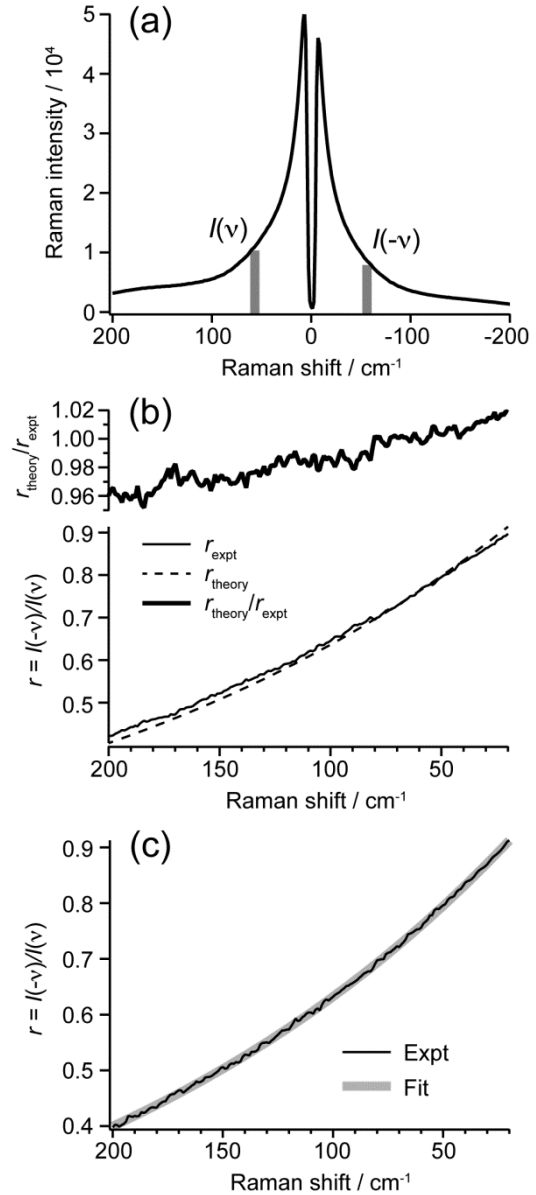 (a)
Raman intensity / 10⁴
5
4
3
2
1
0
I(ν)
I(-ν)
200
100
0
-100
-200
Raman shift / cm⁻¹
(b)
r_theory/r_expt
1.02
1.00
0.98
0.96
r = I(-ν)/I(ν)
0.9
0.8
0.7
0.6
0.5
r_expt
r_theory
r_theory/r_expt
200
150
100
50
Raman shift / cm⁻¹
(c)
r = I(-ν)/I(ν)
0.9
0.8
0.7
0.6
0.5
0.4
Expt
Fit
200
150
100
50
Raman shift / cm⁻¹